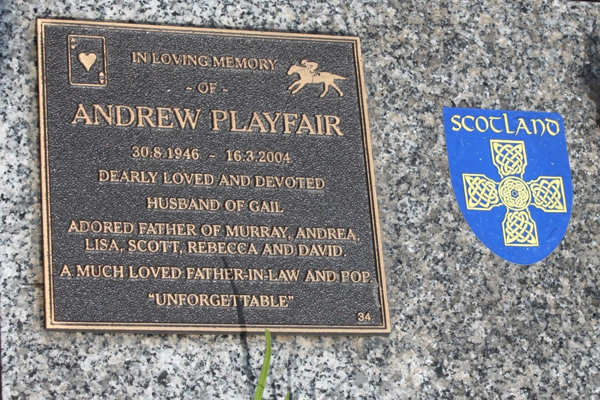 IN LOVING MEMORY
- OF -
ANDREW PLAYFAIR
30.8.1946 ~ 16.3.2004
DEARLY LOVED AND DEVOTED
HUSBAND OF GAIL
ADORED FATHER OF MURRAY, ANDREA,
LISA, SCOTT, REBECCA AND DAVID.
A MUCH LOVED FATHER-IN-LAW AND POP.
"UNFORGETTABLE"
34
SCOTLAND